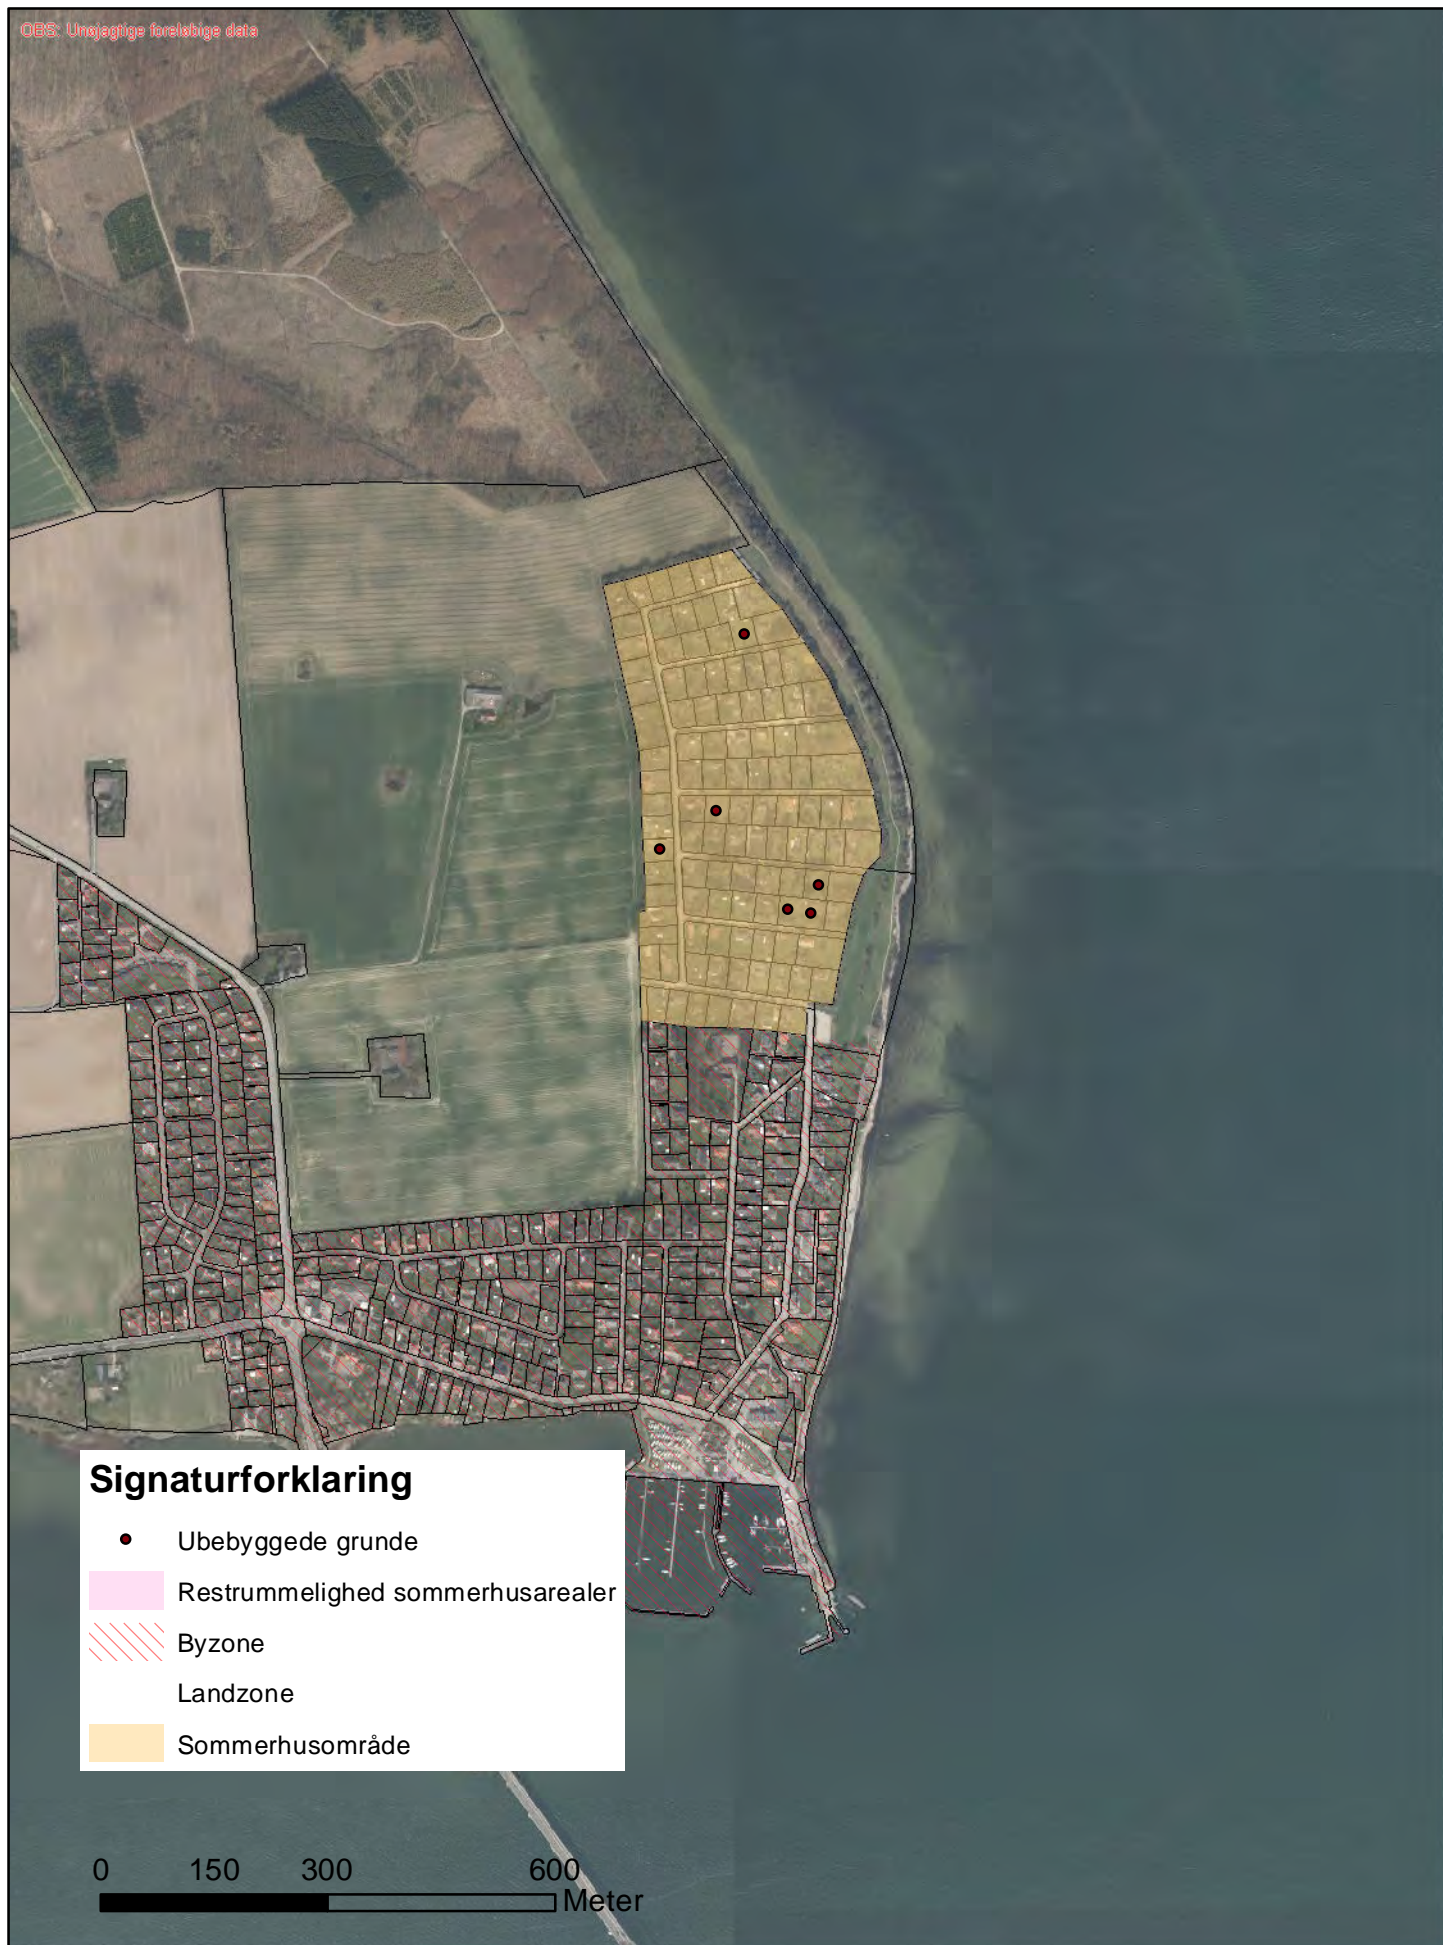 OBS: Unøjagtige foreløbige data
Signaturforklaring
Ubebyggede grunde
Restrummelighed sommerhusarealer
Byzone
Landzone
Sommerhusområde
0 150 300 600
Meter